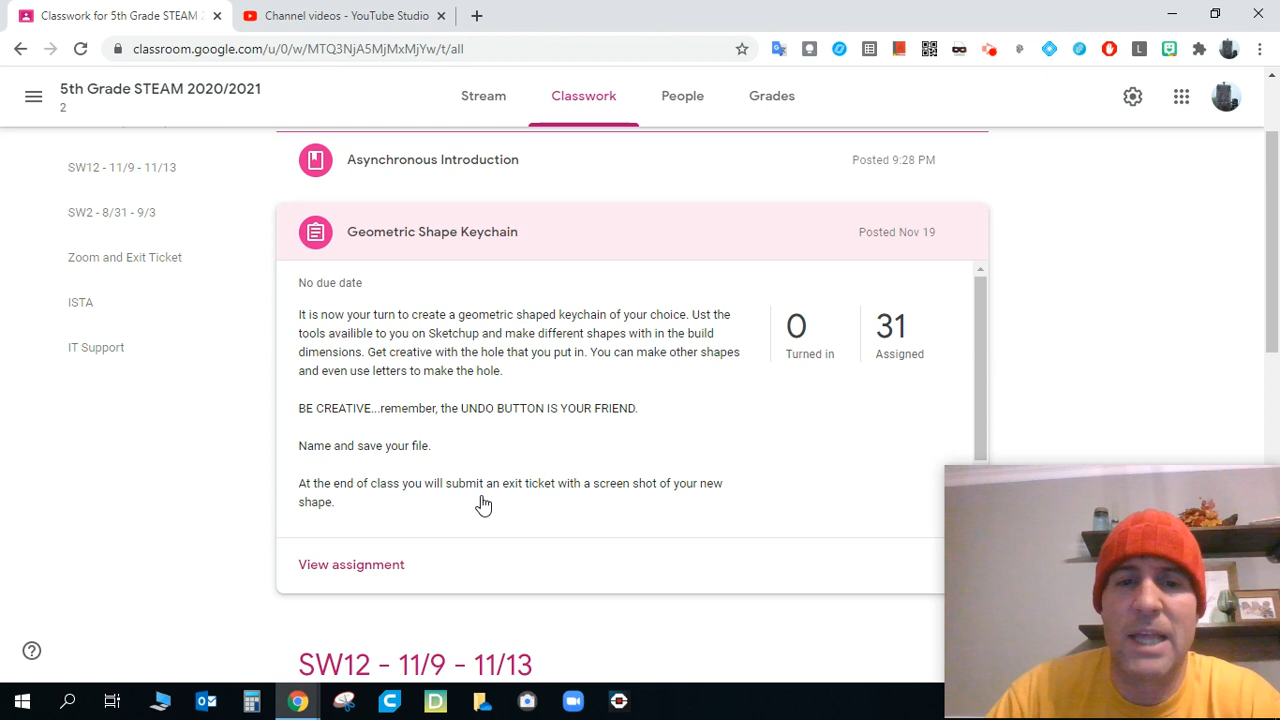 Classwork for 5th Grade STEAM 2
Channel videos - YouTube Studio
classroom.google.com/u/0/w/MTQ3NjA5MjMxMjYw/t/all
5th Grade STEAM 2020/2021
2
Stream
Classwork
People
Grades
SW12 - 11/9 - 11/13
SW2 - 8/31 - 9/3
Zoom and Exit Ticket
ISTA
IT Support
Asynchronous Introduction
Posted 9:28 PM
Geometric Shape Keychain
Posted Nov 19
No due date
It is now your turn to create a geometric shaped keychain of your choice. Ust the
tools availible to you on Sketchup and make different shapes with in the build
dimensions. Get creative with the hole that you put in. You can make other shapes
and even use letters to make the hole.
BE CREATIVE...remember, the UNDO BUTTON IS YOUR FRIEND.
Name and save your file.
At the end of class you will submit an exit ticket with a screen shot of your new
shape.
0
Turned in
31
Assigned
View assignment
SW12 - 11/9 - 11/13